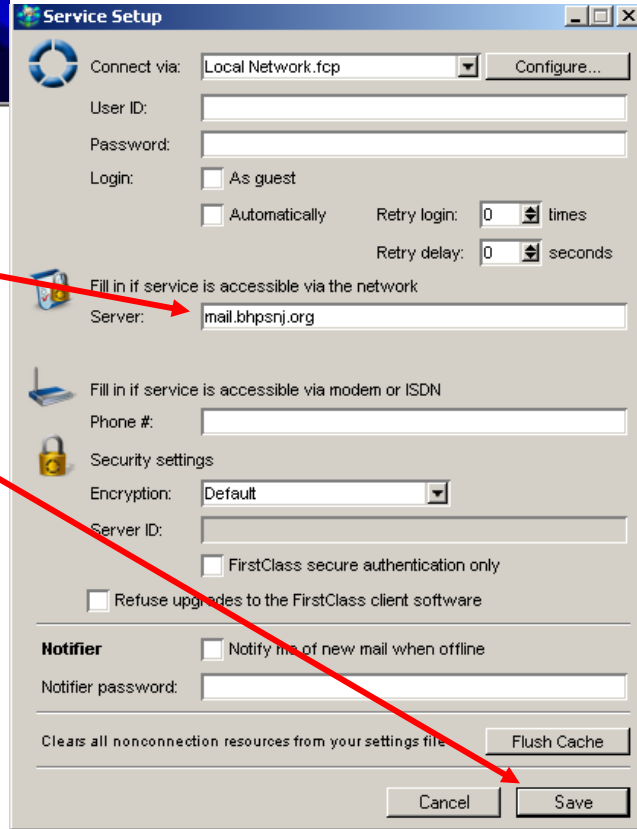 Service Setup
Connect via: Local Network.fcp Configure...
User ID:
Password:
Login: As guest
Automatically Retry login: 0 times
Retry delay: 0 seconds
Fill in if service is accessible via the network
Server: mail.bhpsnj.org
Fill in if service is accessible via modem or ISDN
Phone #:
Security settings
Encryption: Default
Server ID:
FirstClass secure authentication only
Refuse upgrades to the FirstClass client software
Notifier Notify me of new mail when offline
Notifier password:
Clears all nonconnection resources from your settings file Flush Cache
Cancel Save